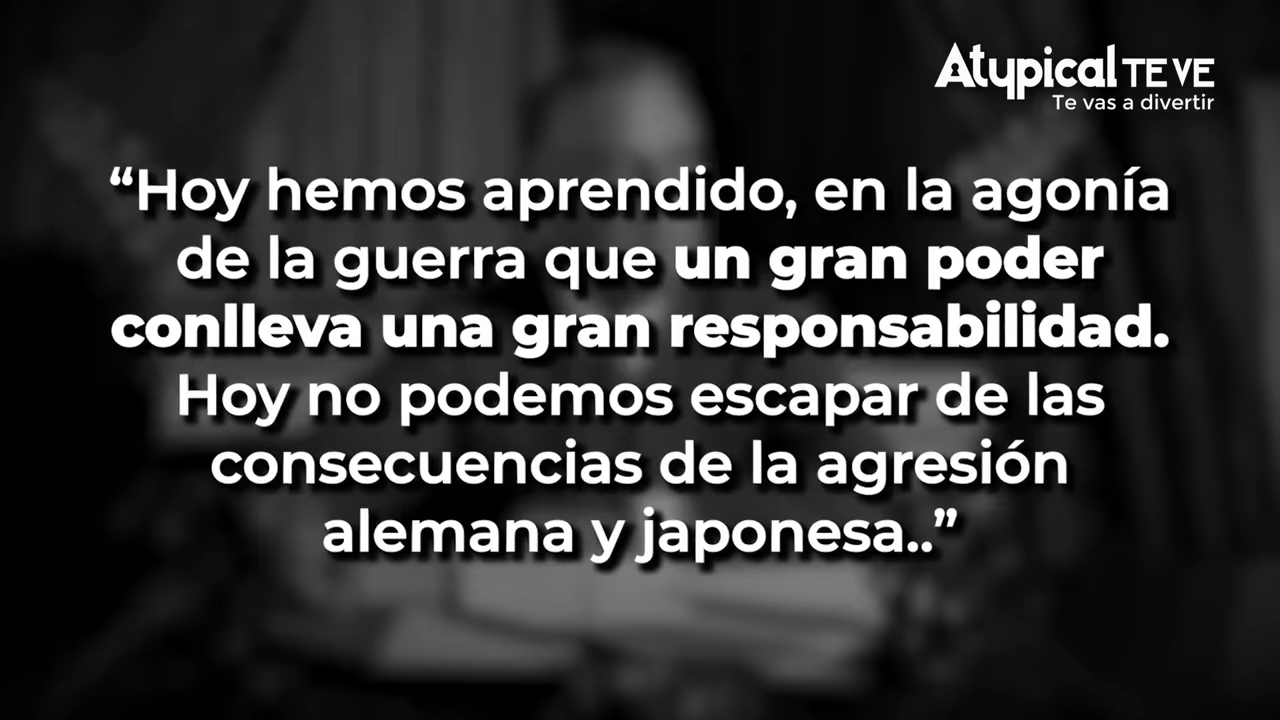 Atypical TE VE
Te vas a divertir
“Hoy hemos aprendido, en la agonía
de la guerra que un gran poder
conlleva una gran responsabilidad.
Hoy no podemos escapar de las
consecuencias de la agresión
alemana y japonesa..”